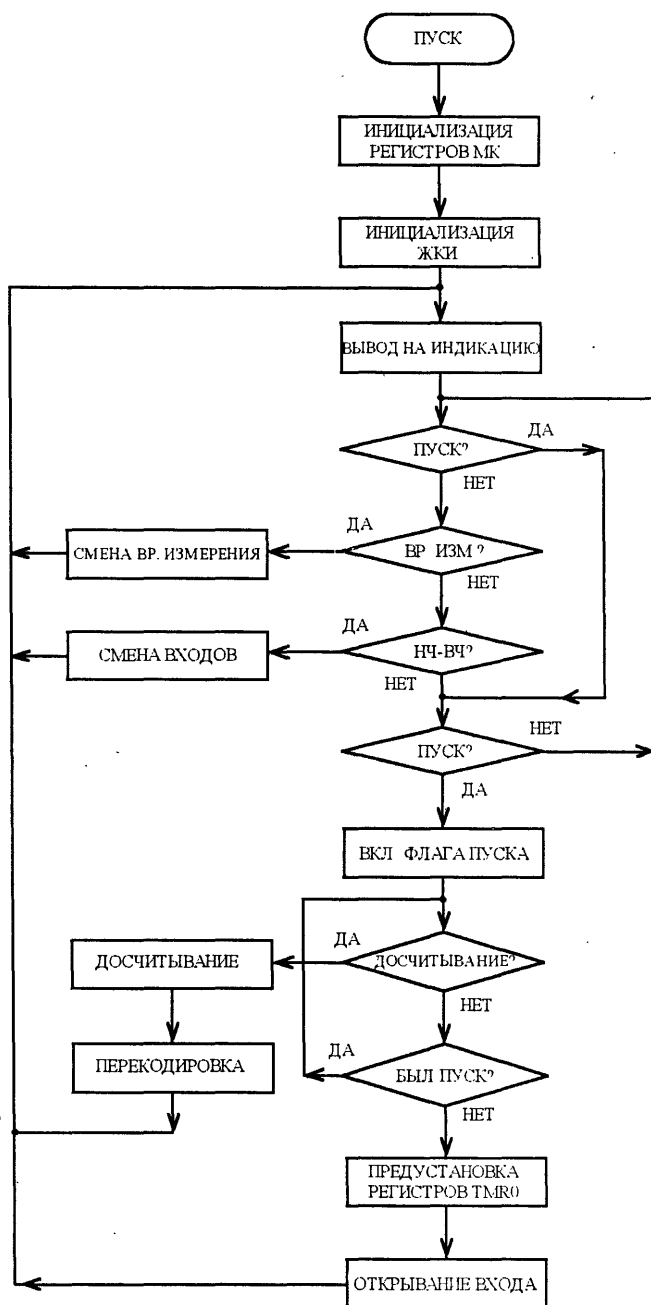 ПУСК
ИНИЦИАЛИЗАЦИЯ
РЕГИСТРОВ МК
ИНИЦИАЛИЗАЦИЯ
ЖКИ
ВЫВОД НА ИНДИКАЦИЮ
ПУСК?
ДА
НЕТ
ДА
СМЕНА ВР. ИЗМЕРЕНИЯ
ВР ИЗМ ?
НЕТ
ДА
СМЕНА ВХОДОВ
НЧ-ВЧ?
НЕТ
ПУСК?
НЕТ
ДА
ВКЛ ФЛАГА ПУСКА
ДА
ДОСЧИТЫВАНИЕ
ДОСЧИТЫВАНИЕ?
НЕТ
ДА
ПЕРЕКОДИРОВКА
БЫЛ ПУСК?
НЕТ
ПРЕДУСТАНОВКА
РЕГИСТРОВ TMR0
ОТКРЫВАНИЕ ВХОДА